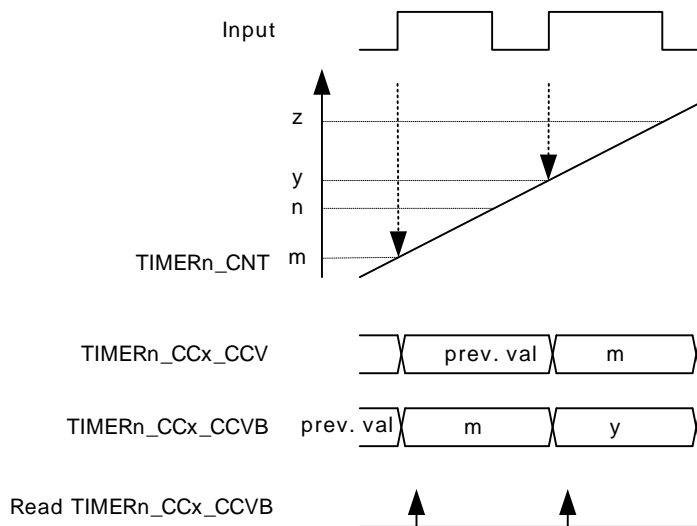 Input
z
y
n
TIMERn_CNT m
TIMERn_CCx_CCV prev. val m
TIMERn_CCx_CCVB prev. val m y
Read TIMERn_CCx_CCVB